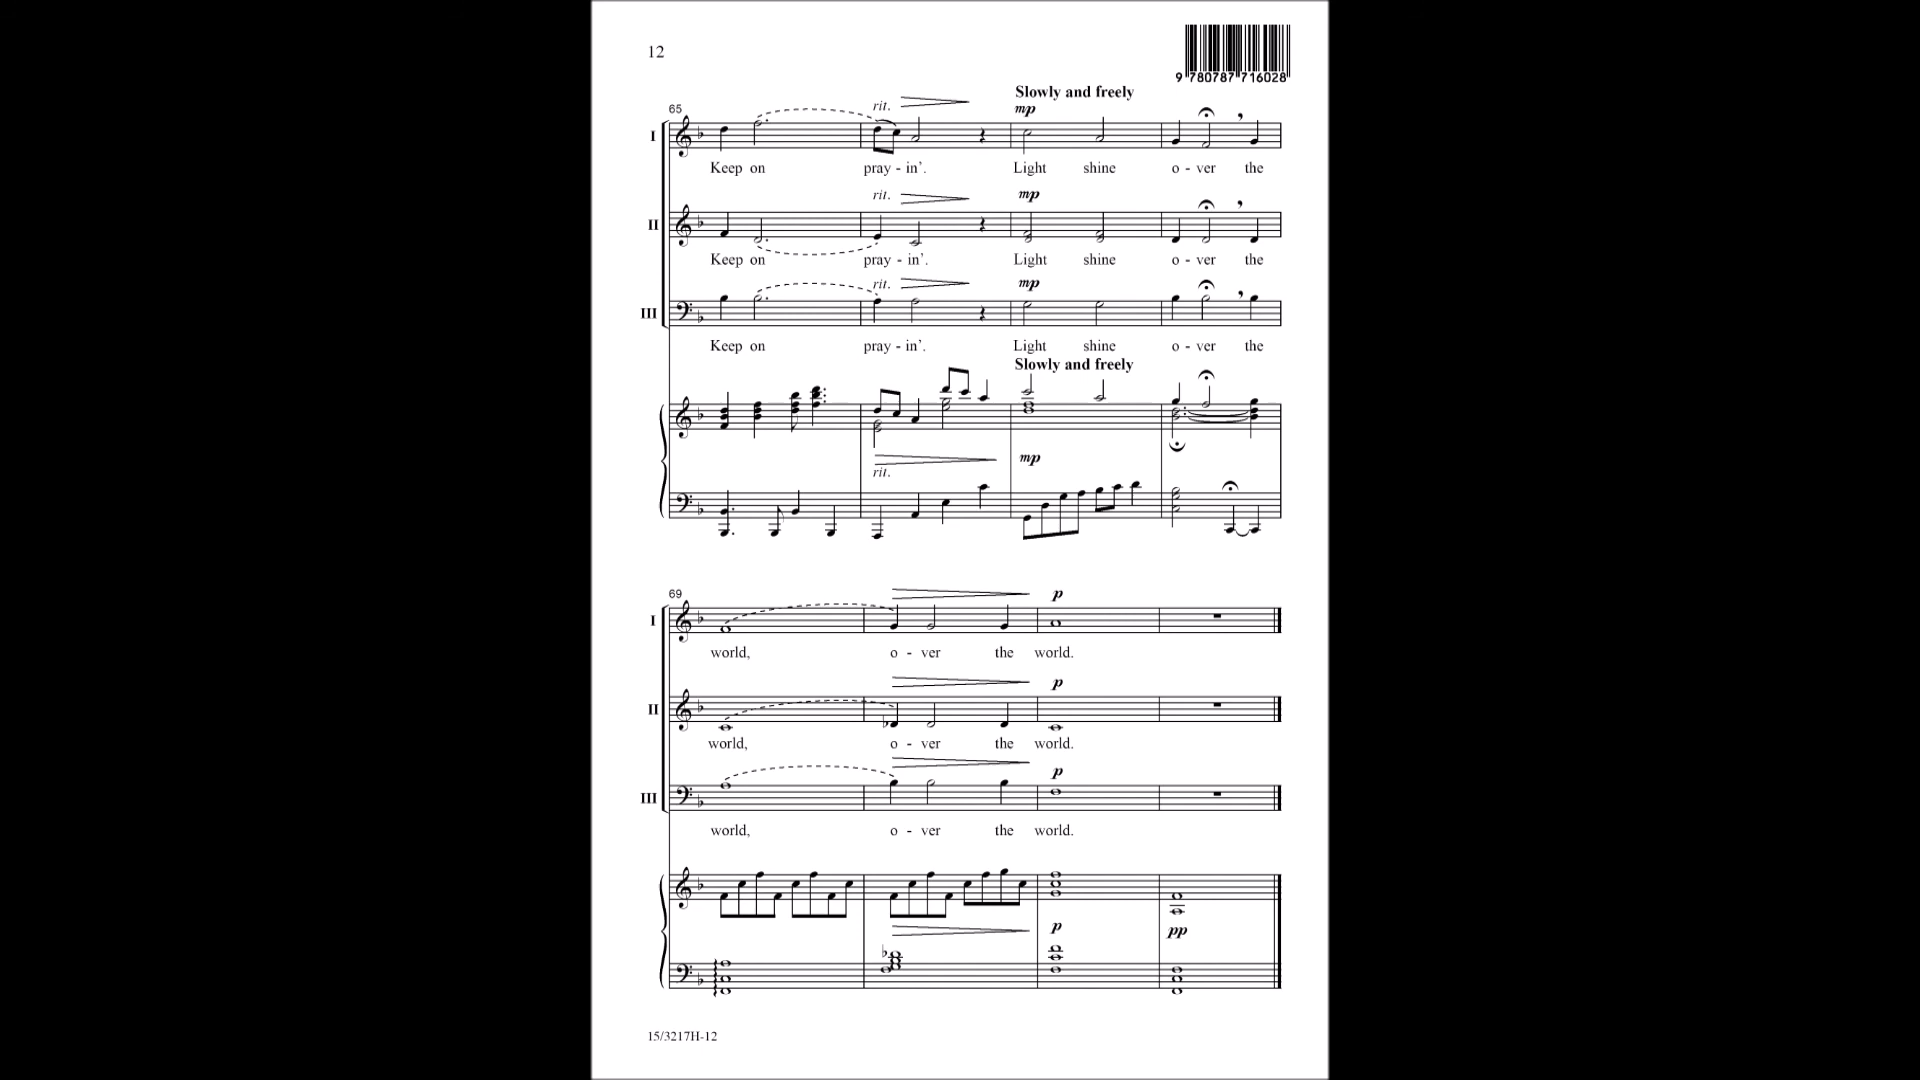 12
9 780787 716028
Slowly and freely
65 rit. mp
I
Keep on pray - in'. Light shine o - ver the
rit. mp
II
Keep on pray - in'. Light shine o - ver the
rit. mp
III
Keep on pray - in'. Light shine o - ver the
Slowly and freely
mp
rit.
69 p
I
world, o - ver the world.
p
II
world, o - ver the world.
p
III
world, o - ver the world.
p pp
15/3217H-12